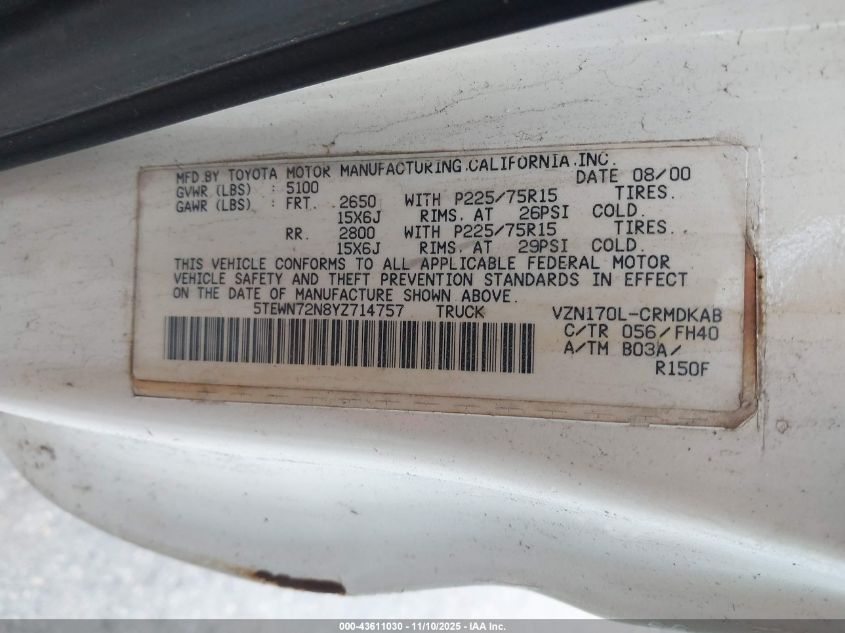 MFD.BY TOYOTA MOTOR MANUFACTURING.CALIFORNIA.INC.
GVWR (LBS) : 5100 DATE 08/00
GAWR (LBS) : FRT. 2650 WITH P225/75R15 TIRES.
15X6J RIMS. AT 26PSI COLD.
RR. 2800 WITH P225/75R15 TIRES.
15X6J RIMS. AT 29PSI COLD.
THIS VEHICLE CONFORMS TO ALL APPLICABLE FEDERAL MOTOR
VEHICLE SAFETY AND THEFT PREVENTION STANDARDS IN EFFECT
ON THE DATE OF MANUFACTURE SHOWN ABOVE.
5TEWN72N8YZ714757 TRUCK VZN170L-CRMDKAB
C/TR 056/FH40
A/TM B03A/
R150F
000-43611030 - 11/10/2025 - IAA Inc.